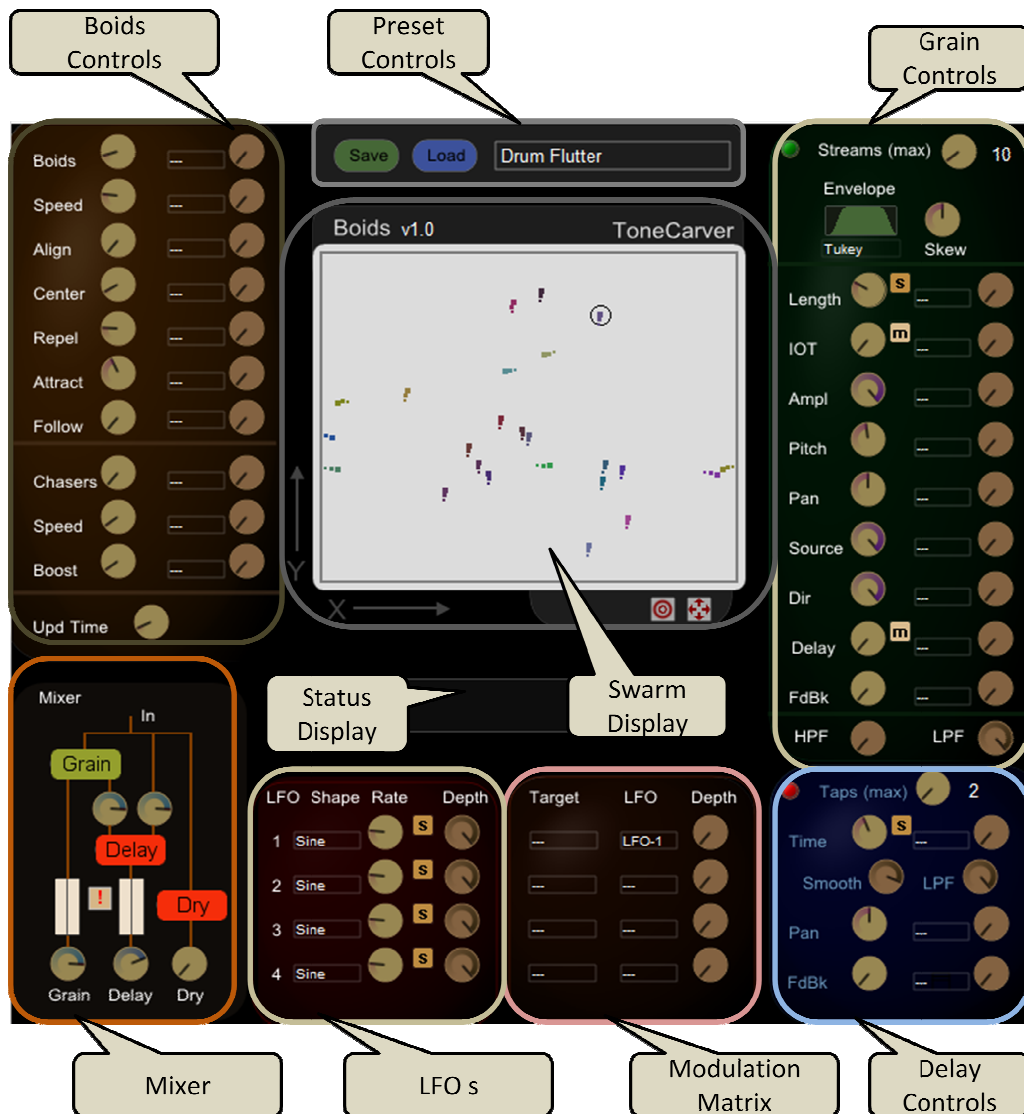 Boids
Controls
Preset
Controls
Grain
Controls
Save
Load
Drum Flutter
Boids v1.0
ToneCarver
X
Y
Boids ---
Speed ---
Align ---
Center ---
Repel ---
Attract ---
Follow ---
Chasers ---
Speed ---
Boost ---
Upd Time
Streams (max) 10
Envelope
Tukey
Skew
Length s ---
IOT m ---
Ampl ---
Pitch ---
Pan ---
Source ---
Dir ---
Delay m ---
FdBk ---
HPF LPF
Status
Display
Swarm
Display
Mixer
In
Grain
Delay
!
Dry
Grain Delay Dry
LFO Shape Rate Depth
1 Sine s
2 Sine s
3 Sine s
4 Sine s
Target LFO Depth
--- LFO-1
--- ---
--- ---
--- ---
Taps (max) 2
Time s ---
Smooth LPF
Pan ---
FdBk ---
Mixer
LFO s
Modulation
Matrix
Delay
Controls